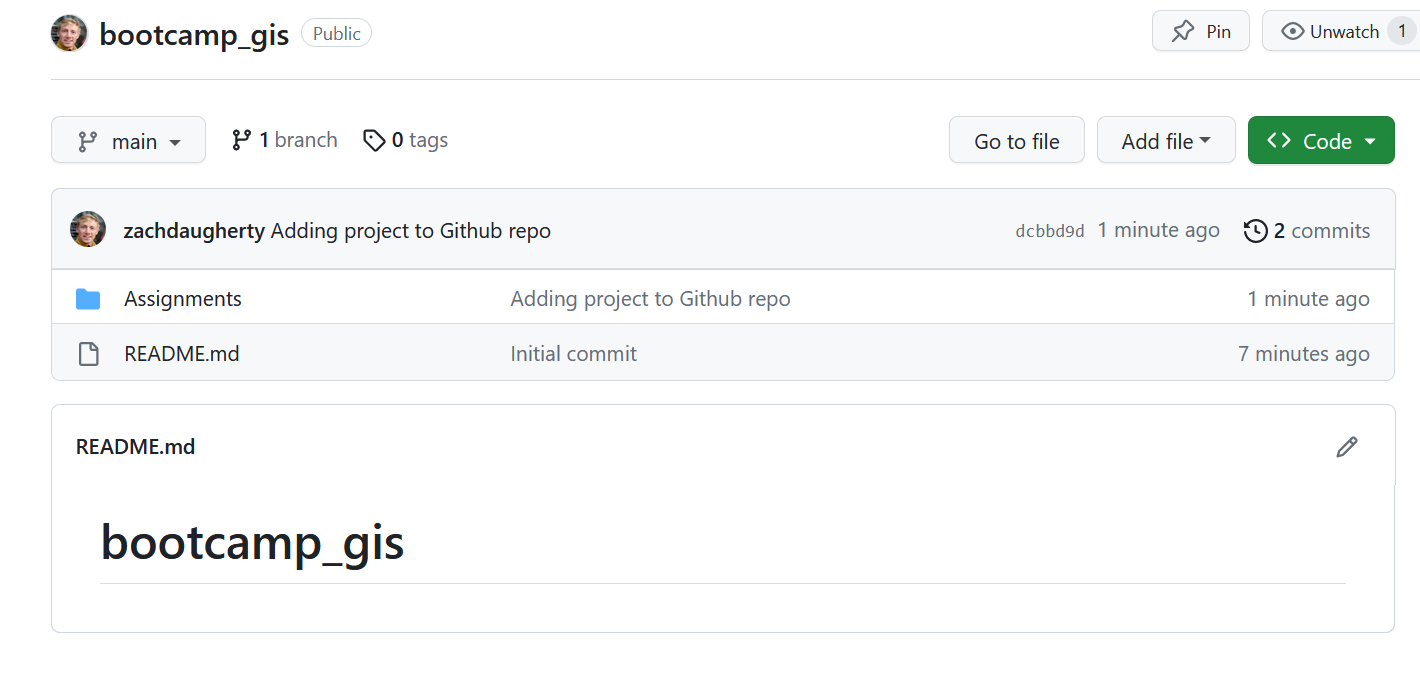 bootcamp_gis Public Pin Unwatch 1
main 1 branch 0 tags Go to file Add file Code
zachdaugherty Adding project to Github repo dcbbd9d 1 minute ago 2 commits
Assignments Adding project to Github repo 1 minute ago
README.md Initial commit 7 minutes ago
README.md
bootcamp_gis